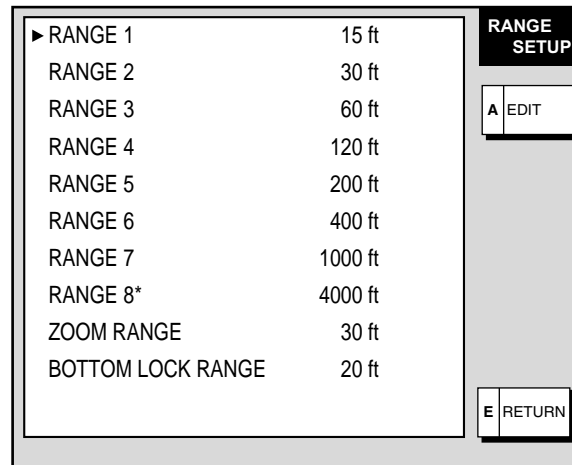 ▶RANGE 1 15 ft
RANGE 2 30 ft
RANGE 3 60 ft
RANGE 4 120 ft
RANGE 5 200 ft
RANGE 6 400 ft
RANGE 7 1000 ft
RANGE 8* 4000 ft
ZOOM RANGE 30 ft
BOTTOM LOCK RANGE 20 ft
RANGE
SETUP
A EDIT
E RETURN